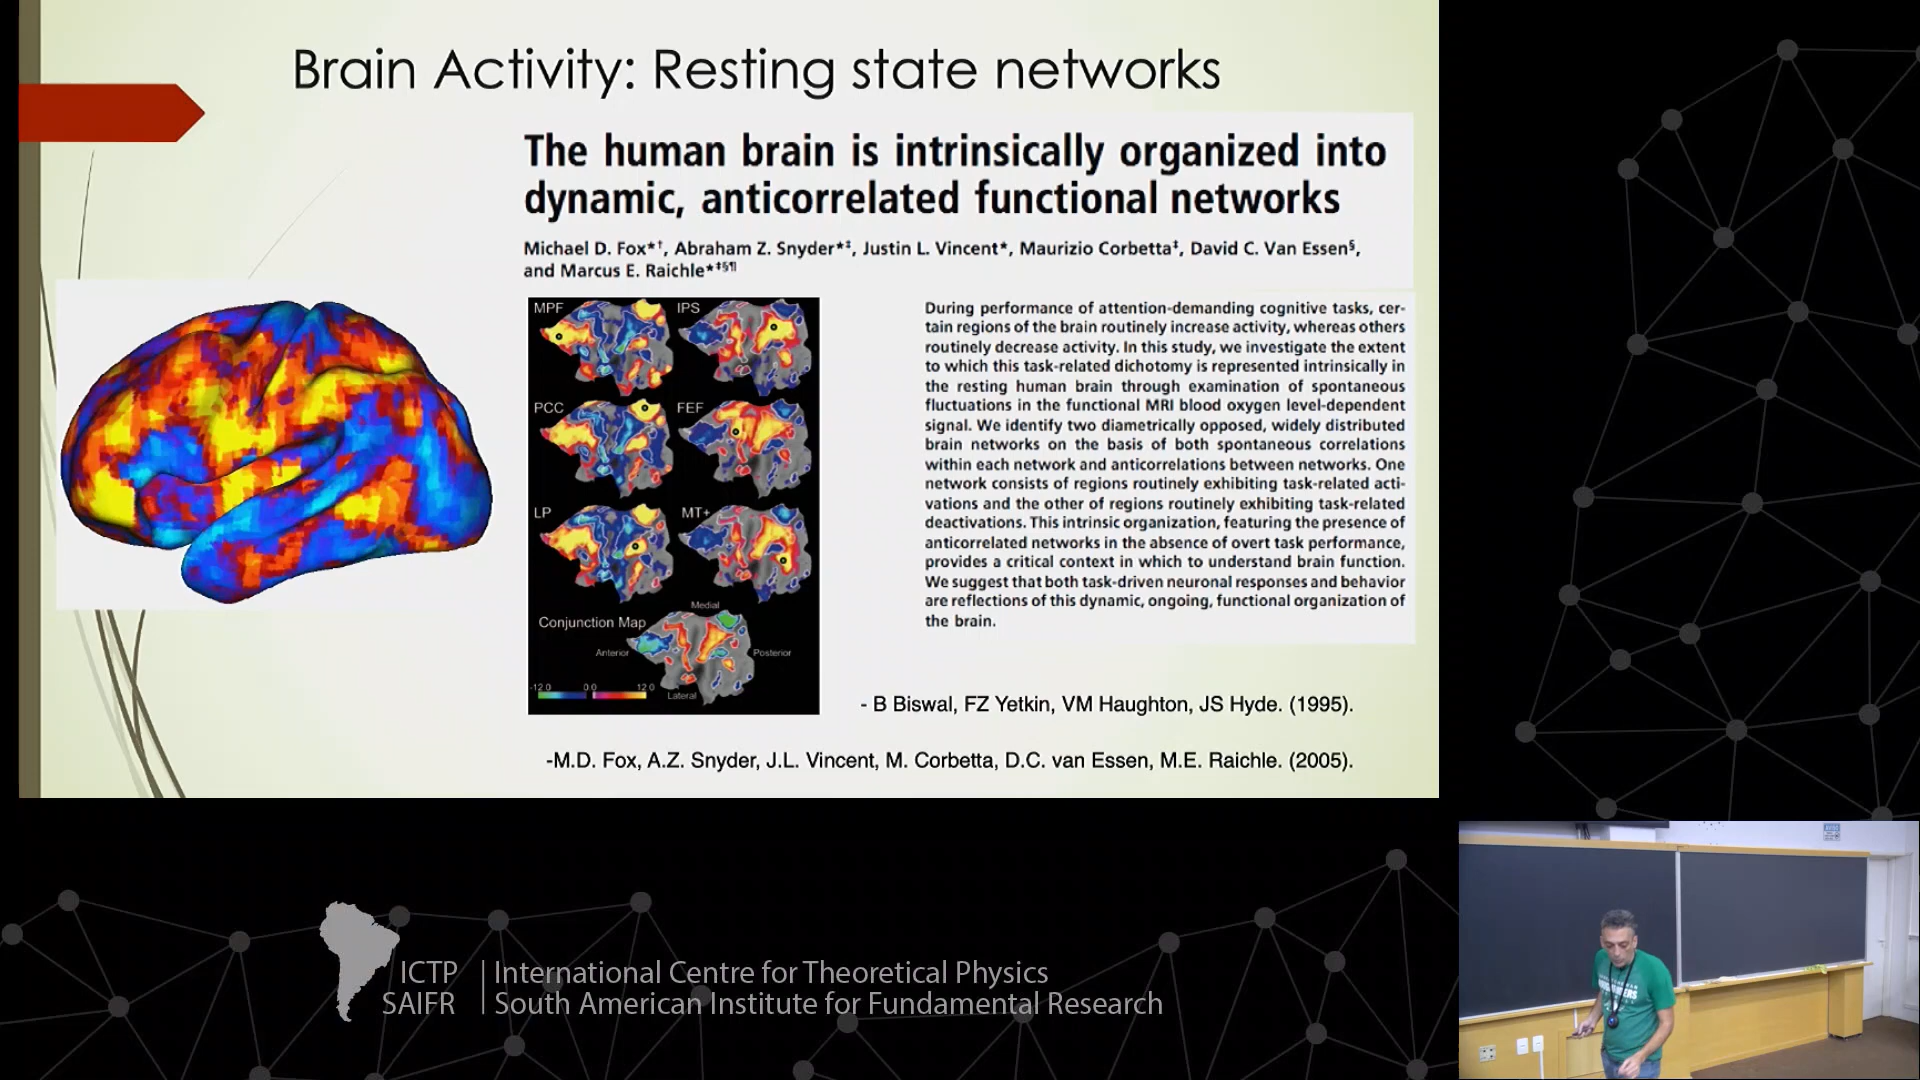 Brain Activity: Resting state networks
The human brain is intrinsically organized into
dynamic, anticorrelated functional networks
Michael D. Fox*†, Abraham Z. Snyder*‡, Justin L. Vincent*, Maurizio Corbetta‡, David C. Van Essen§,
and Marcus E. Raichle*‡§¶
MPF
IPS
PCC
FEF
LP
MT+
Medial
Conjunction Map
Anterior
Posterior
-12.0 0.0 12.0
Lateral
During performance of attention-demanding cognitive tasks, cer-
tain regions of the brain routinely increase activity, whereas others
routinely decrease activity. In this study, we investigate the extent
to which this task-related dichotomy is represented intrinsically in
the resting human brain through examination of spontaneous
fluctuations in the functional MRI blood oxygen level-dependent
signal. We identify two diametrically opposed, widely distributed
brain networks on the basis of both spontaneous correlations
within each network and anticorrelations between networks. One
network consists of regions routinely exhibiting task-related acti-
vations and the other of regions routinely exhibiting task-related
deactivations. This intrinsic organization, featuring the presence of
anticorrelated networks in the absence of overt task performance,
provides a critical context in which to understand brain function.
We suggest that both task-driven neuronal responses and behavior
are reflections of this dynamic, ongoing, functional organization of
the brain.
- B Biswal, FZ Yetkin, VM Haughton, JS Hyde. (1995).
-M.D. Fox, A.Z. Snyder, J.L. Vincent, M. Corbetta, D.C. van Essen, M.E. Raichle. (2005).
ICTP
SAIFR
International Centre for Theoretical Physics
South American Institute for Fundamental Research